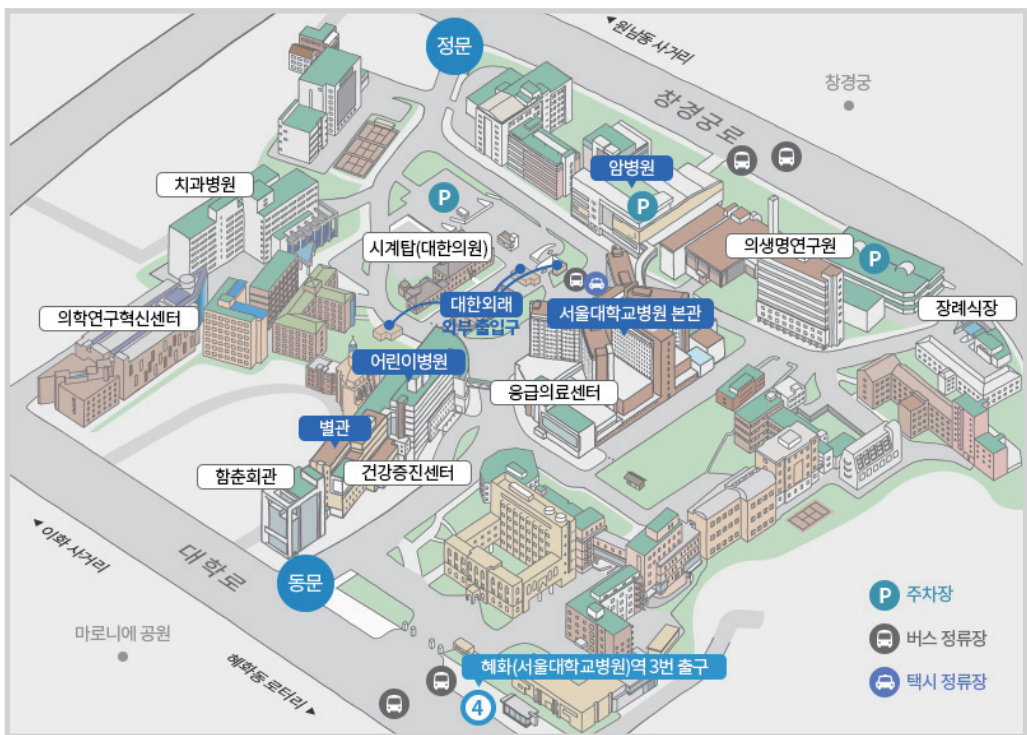 정문
◀원남동 사거리
창경궁로
창경궁
암병원
P
치과병원
P
시계탑(대한의원)
의생명연구원
P
대한외래
외부 출입구
서울대학교병원 본관
장례식장
의학연구혁신센터
어린이병원
응급의료센터
별관
함춘회관
건강증진센터
◀이화 사거리
대학로
동문
마로니에 공원
혜화동 로터리▶
혜화(서울대학교병원)역 3번 출구
4
P 주차장
버스 정류장
택시 정류장